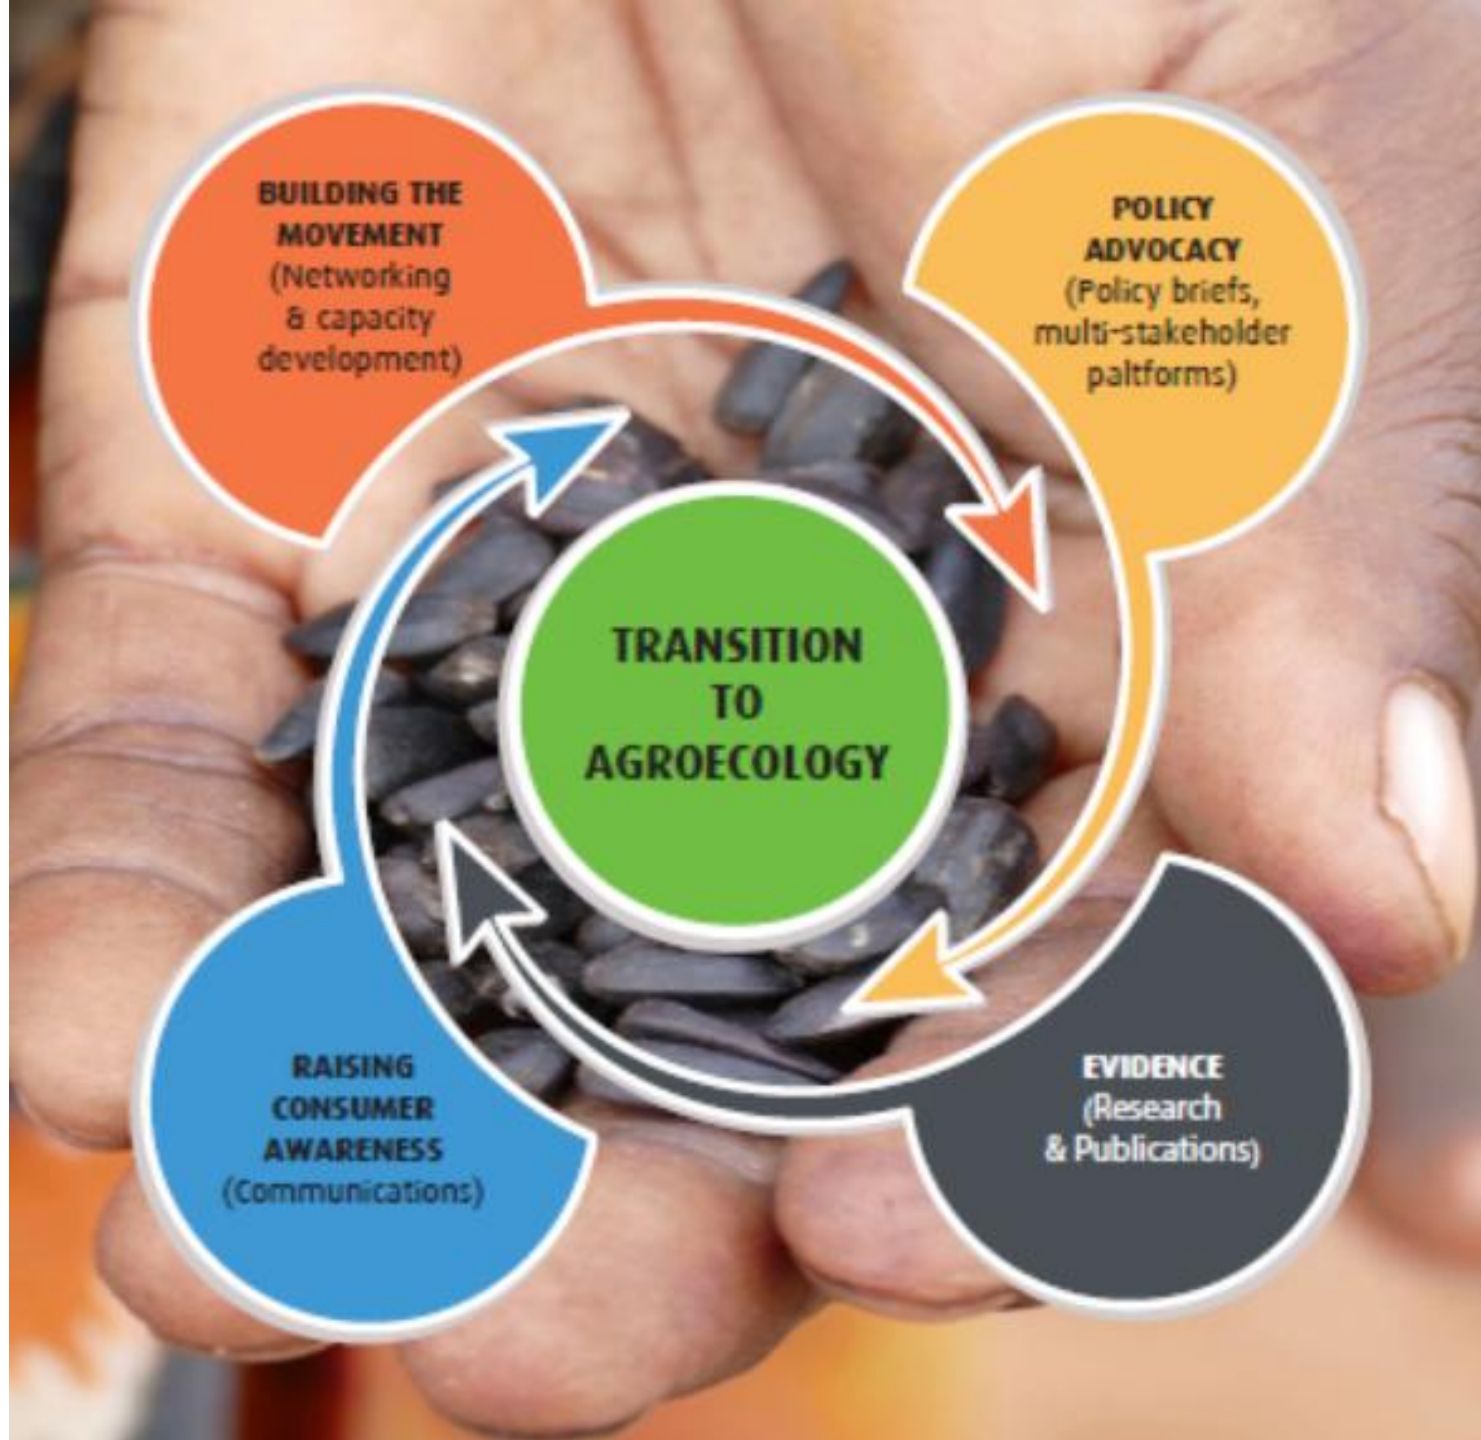 BUILDING THE
MOVEMENT
(Networking
& capacity
development)
POLICY
ADVOCACY
(Policy briefs,
multi-stakeholder
paltforms)
TRANSITION
TO
AGROECOLOGY
RAISING
CONSUMER
AWARENESS
(Communications)
EVIDENCE
(Research
& Publications)